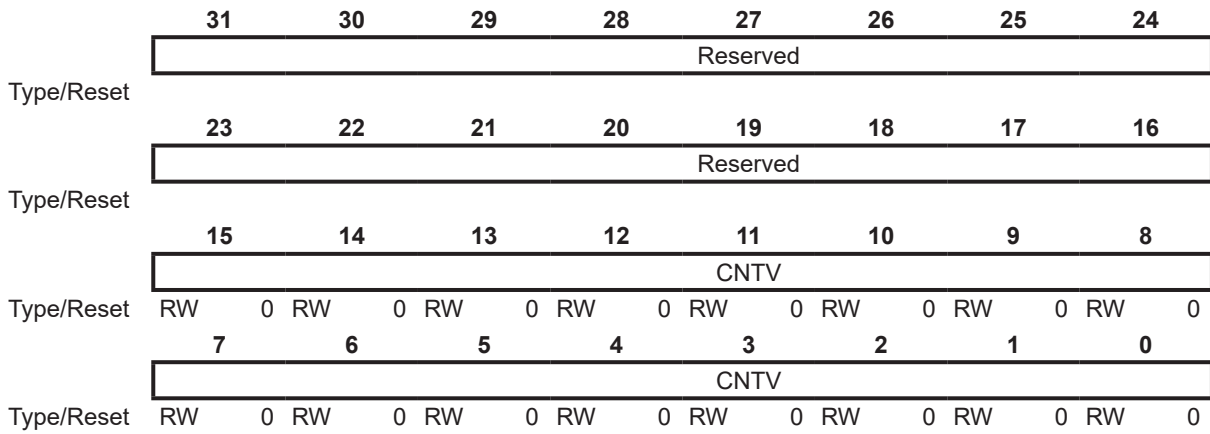 31 30 29 28 27 26 25 24
Reserved
Type/Reset
23 22 21 20 19 18 17 16
Reserved
Type/Reset
15 14 13 12 11 10 9 8
CNTV
Type/Reset RW 0 RW 0 RW 0 RW 0 RW 0 RW 0 RW 0 RW 0
7 6 5 4 3 2 1 0
CNTV
Type/Reset RW 0 RW 0 RW 0 RW 0 RW 0 RW 0 RW 0 RW 0